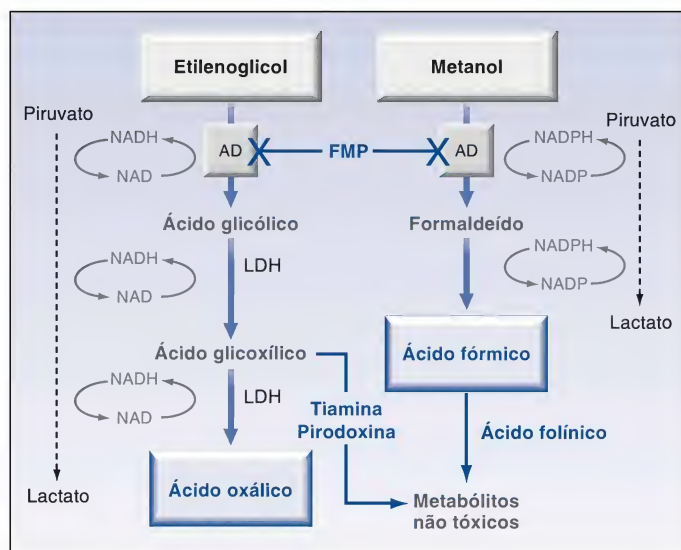 Etilenoglicol
Metanol
Piruvato
Piruvato
NADH
NAD
AD
FMP
AD
NADPH
NADP
Ácido glicólico
Formaldeído
NADH
NAD
LDH
NADPH
NADP
Lactato
Ácido glicoxílico
Ácido fórmico
NADH
NAD
LDH
Tiamina
Pirodoxina
Ácido folínico
Lactato
Ácido oxálico
Metabólitos
não tóxicos